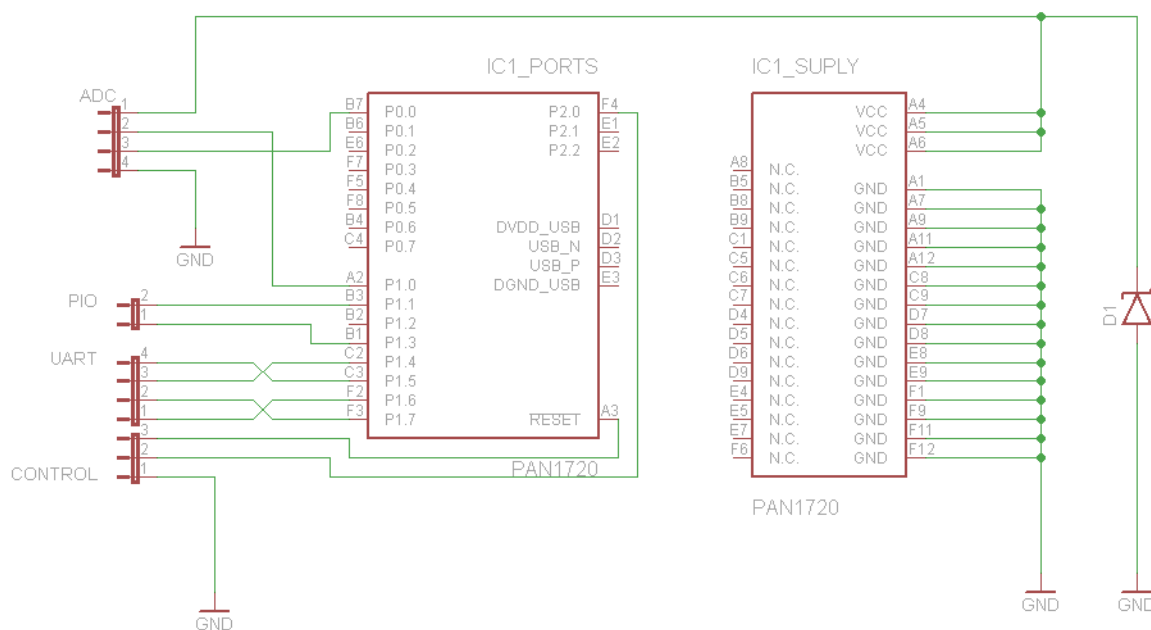 IC1_PORTS
IC1_SUPLY
ADC
1
2
3
4
GND
PIO
2
1
UART
4
3
2
1
CONTROL
3
2
1
GND
B7 P0.0 P2.0 F4
B6 P0.1 P2.1 E1
E6 P0.2 P2.2 E2
F7 P0.3
F5 P0.4
F8 P0.5
B4 P0.6 DVDD_USB D1
C4 P0.7 USB_N D2
USB_P D3
A2 P1.0 DGND_USB E3
B3 P1.1
B2 P1.2
B1 P1.3
C2 P1.4
C3 P1.5
F2 P1.6
F3 P1.7 RESET A3
PAN1720
VCC A4
VCC A5
VCC A6
A8 N.C.
B5 N.C. GND A1
B8 N.C. GND A7
B9 N.C. GND A9
C1 N.C. GND A11
C5 N.C. GND A12
C6 N.C. GND C8
C7 N.C. GND C9
D4 N.C. GND D7
D5 N.C. GND D8
D6 N.C. GND E8
D9 N.C. GND E9
E4 N.C. GND F1
E5 N.C. GND F9
E7 N.C. GND F11
F6 N.C. GND F12
PAN1720
D1
GND
GND